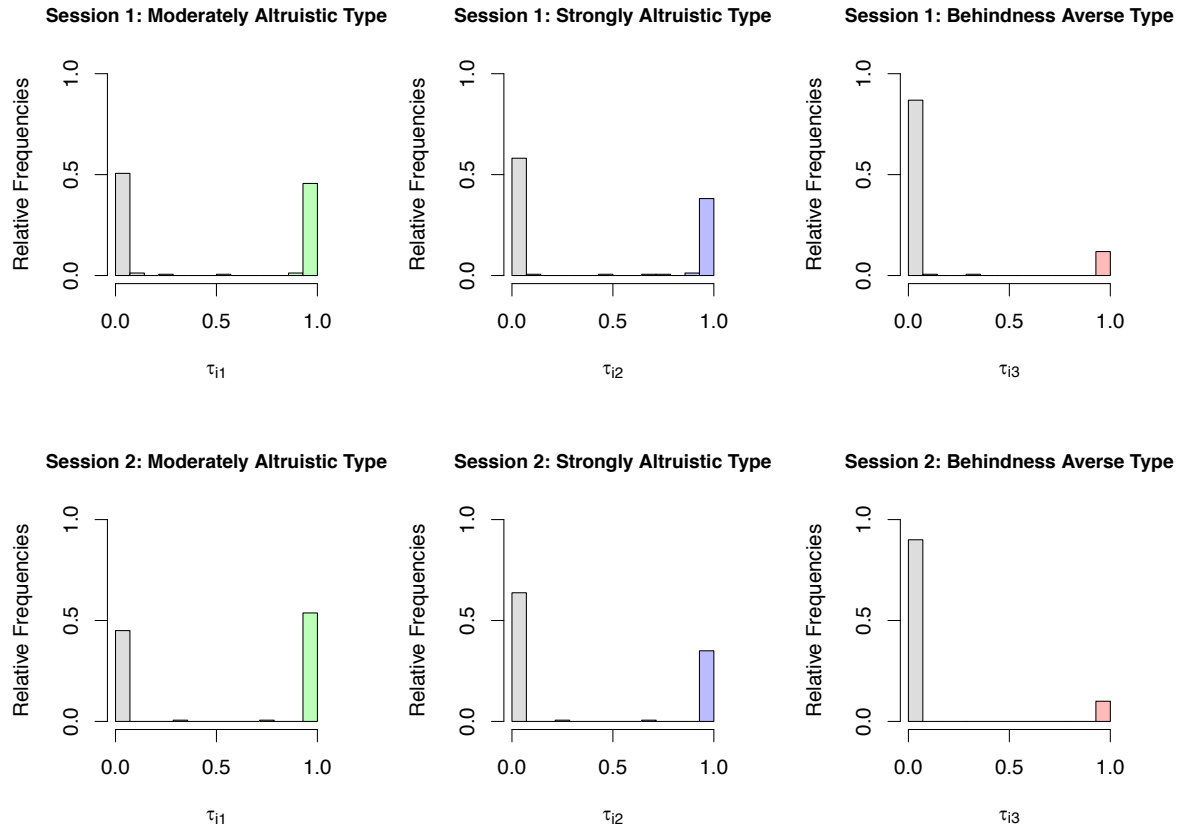 Session 1: Moderately Altruistic Type
Relative Frequencies
1.0
0.5
0.0
0.0 0.5 1.0
τi1
Session 1: Strongly Altruistic Type
Relative Frequencies
1.0
0.5
0.0
0.0 0.5 1.0
τi2
Session 1: Behindness Averse Type
Relative Frequencies
1.0
0.5
0.0
0.0 0.5 1.0
τi3
Session 2: Moderately Altruistic Type
Relative Frequencies
1.0
0.5
0.0
0.0 0.5 1.0
τi1
Session 2: Strongly Altruistic Type
Relative Frequencies
1.0
0.5
0.0
0.0 0.5 1.0
τi2
Session 2: Behindness Averse Type
Relative Frequencies
1.0
0.5
0.0
0.0 0.5 1.0
τi3